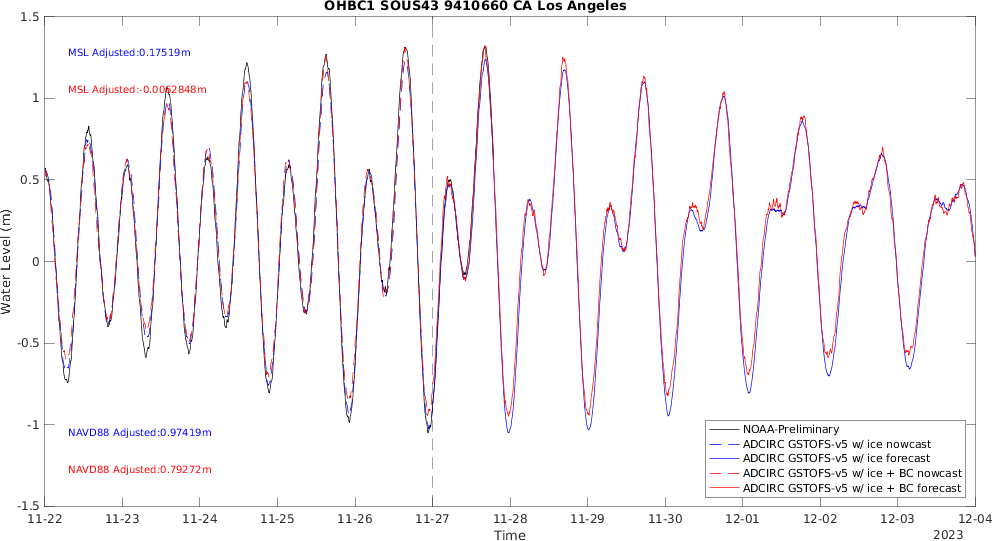 OHBC1 SOUS43 9410660 CA Los Angeles
1.5
1
0.5
0
-0.5
-1
-1.5
Water Level (m)
MSL Adjusted:0.17519m
MSL Adjusted:-0.0062848m
NAVD88 Adjusted:0.97419m
NAVD88 Adjusted:0.79272m
NOAA-Preliminary
ADCIRC GSTOFS-v5 w/ ice nowcast
ADCIRC GSTOFS-v5 w/ ice forecast
ADCIRC GSTOFS-v5 w/ ice + BC nowcast
ADCIRC GSTOFS-v5 w/ ice + BC forecast
11-22 11-23 11-24 11-25 11-26 11-27 11-28 11-29 11-30 12-01 12-02 12-03 12-04
Time
2023